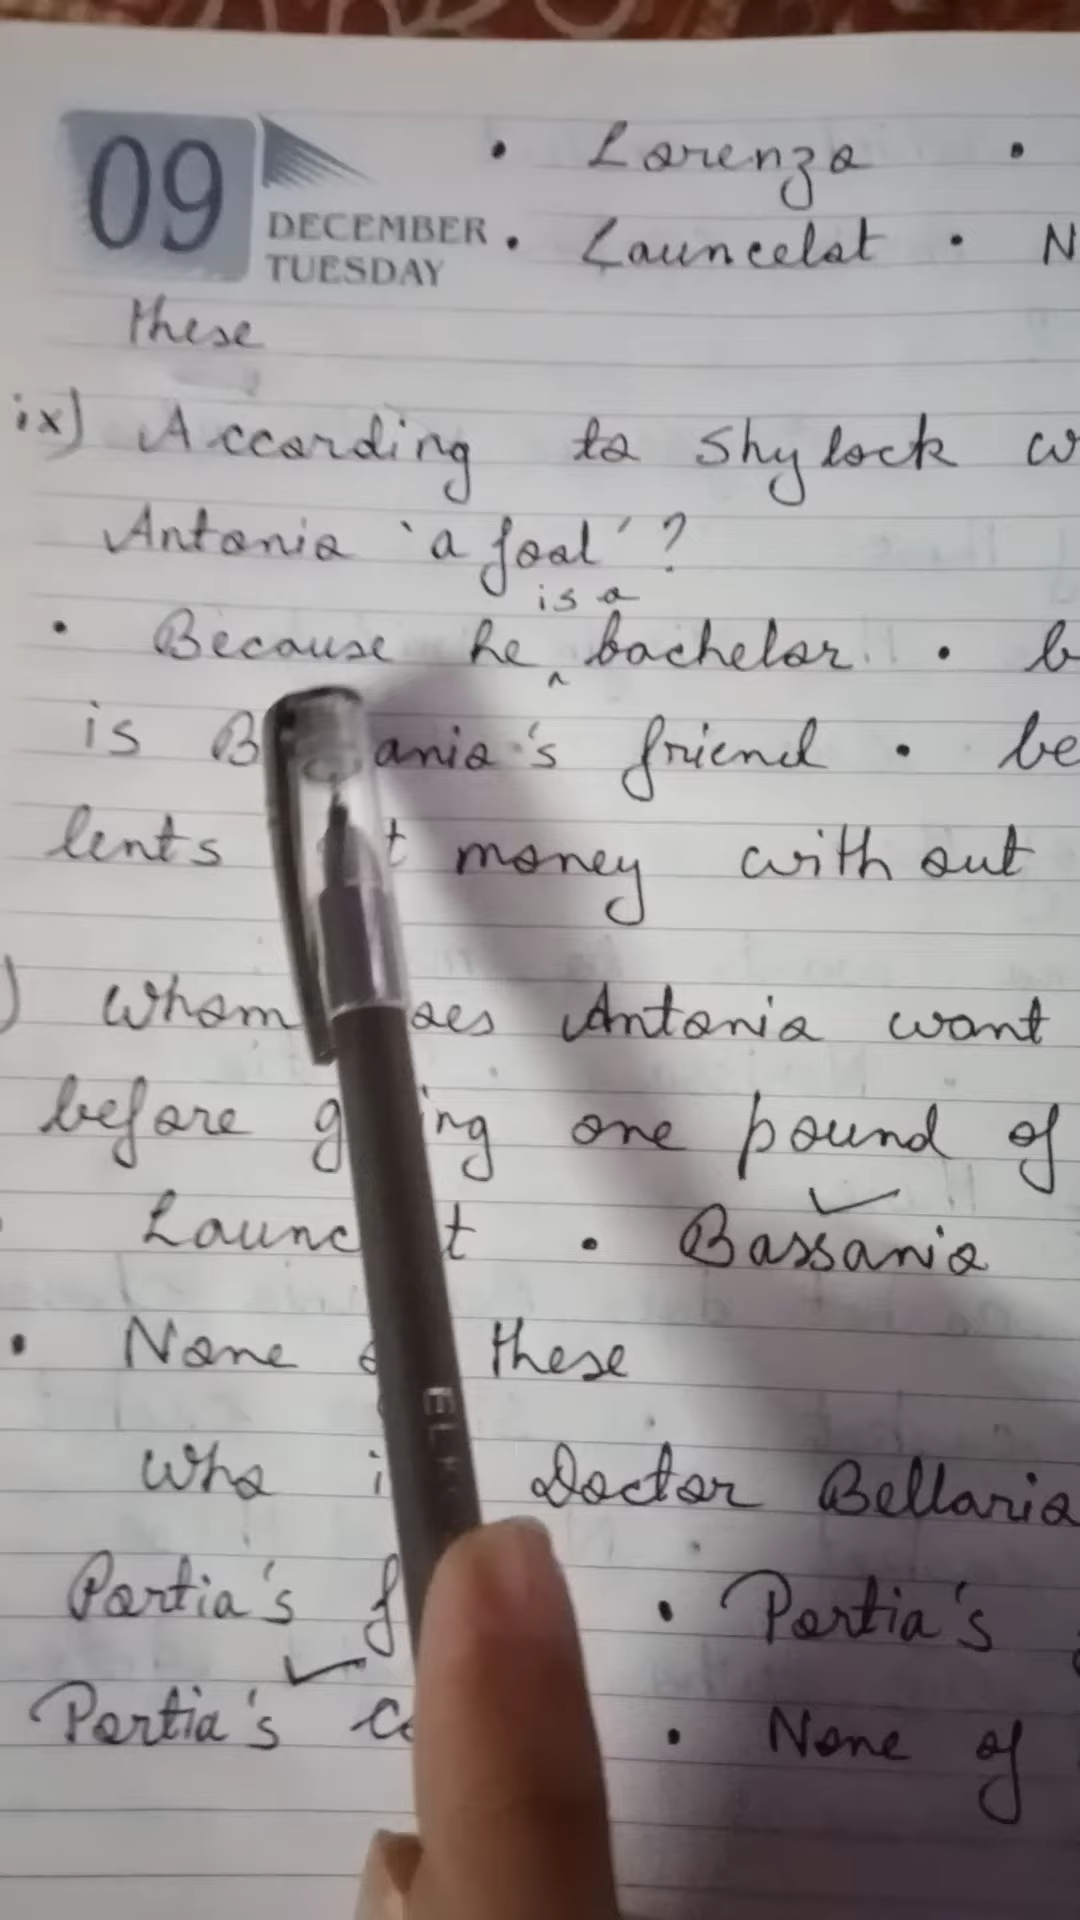 09
DECEMBER
TUESDAY
• Lorenzo •
• Launcelot • N
these
ix) According to Shylock w
Antonio 'a fool'?
is a
• Because he ^ bachelor. • b
is B anio's friend • be
lents t money with out
) Whom oes Antonio want
before g ing one pound of
Launc t • Bassanio
• None these
Who i Doctor Bellario
Portia's f • Portia's
Portia's c • None of